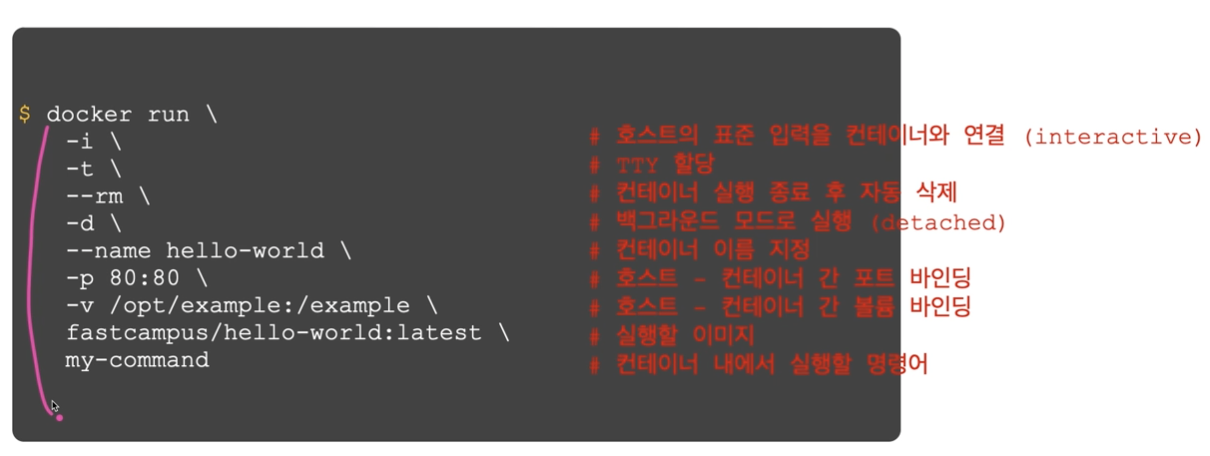 $ docker run \
-i \ # 호스트의 표준 입력을 컨테이너와 연결 (interactive)
-t \ # TTY 할당
--rm \ # 컨테이너 실행 종료 후 자동 삭제
-d \ # 백그라운드 모드로 실행 (detached)
--name hello-world \ # 컨테이너 이름 지정
-p 80:80 \ # 호스트 - 컨테이너 간 포트 바인딩
-v /opt/example:/example \ # 호스트 - 컨테이너 간 볼륨 바인딩
fastcampus/hello-world:latest \ # 실행할 이미지
my-command # 컨테이너 내에서 실행할 명령어